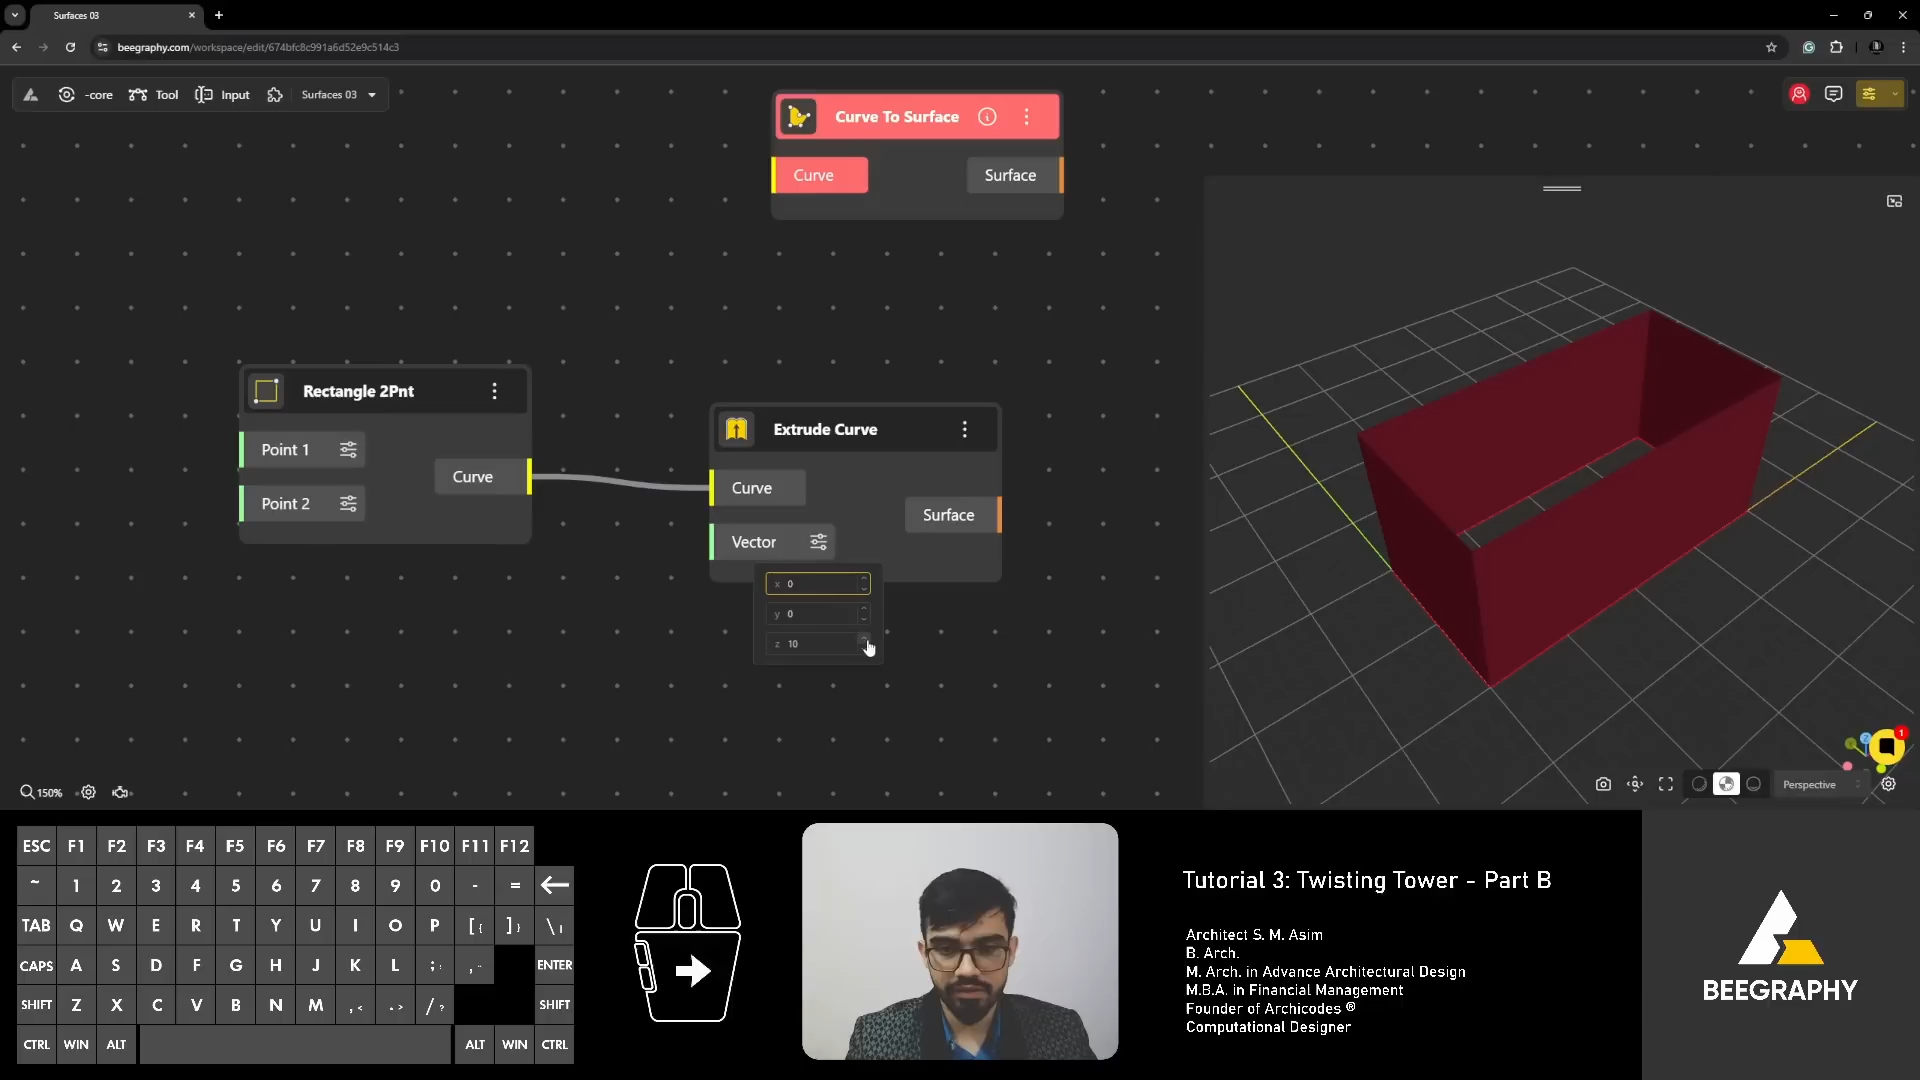 Surfaces 03
beegraphy.com/workspace/edit/674bfc8c991a6d52e9c514c3
-core Tool Input Surfaces 03
Curve To Surface
Curve Surface
Rectangle 2Pnt
Point 1
Curve
Point 2
Extrude Curve
Curve
Surface
Vector
x 0
y 0
z 10
150%
1
Perspective
ESC F1 F2 F3 F4 F5 F6 F7 F8 F9 F10 F11 F12
~ 1 2 3 4 5 6 7 8 9 0 - =
TAB Q W E R T Y U I O P [{ ]} \|
CAPS A S D F G H J K L ENTER
SHIFT Z X C V B N M ,< .> /? SHIFT
CTRL WIN ALT ALT WIN CTRL
Tutorial 3: Twisting Tower - Part B
Architect S. M. Asim
B. Arch.
M. Arch. in Advance Architectural Design
M.B.A. in Financial Management
Founder of Archicodes ®
Computational Designer
BEEGRAPHY